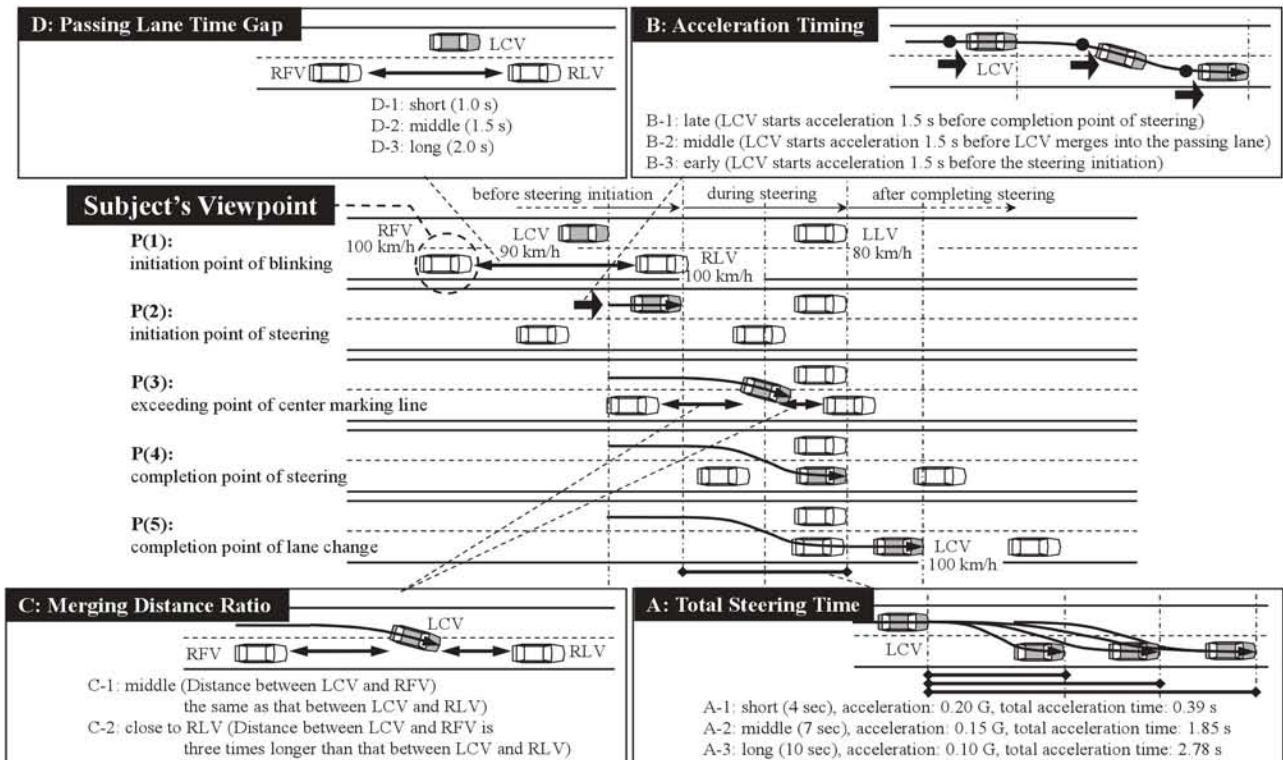 D: Passing Lane Time Gap
LCV
RFV
RLV
D-1: short (1.0 s)
D-2: middle (1.5 s)
D-3: long (2.0 s)
B: Acceleration Timing
LCV
B-1: late (LCV starts acceleration 1.5 s before completion point of steering)
B-2: middle (LCV starts acceleration 1.5 s before LCV merges into the passing lane)
B-3: early (LCV starts acceleration 1.5 s before the steering initiation)
before steering initiation
during steering
after completing steering
Subject's Viewpoint
P(1):
initiation point of blinking
RFV
100 km/h
LCV
90 km/h
RLV
100 km/h
LLV
80 km/h
P(2):
initiation point of steering
P(3):
exceeding point of center marking line
P(4):
completion point of steering
P(5):
completion point of lane change
LCV
100 km/h
C: Merging Distance Ratio
LCV
RFV
RLV
C-1: middle (Distance between LCV and RFV)
the same as that between
LCV and RLV)
C-2: close to RLV (Distance between LCV and RFV is
three times longer than that between LCV and RLV)
A: Total Steering Time
LCV
A-1: short (4 sec), acceleration: 0.20 G, total acceleration time: 0.39 s
A-2: middle (7 sec), acceleration: 0.15 G, total acceleration time: 1.85 s
A-3: long (10 sec), acceleration: 0.10 G, total acceleration time: 2.78 s